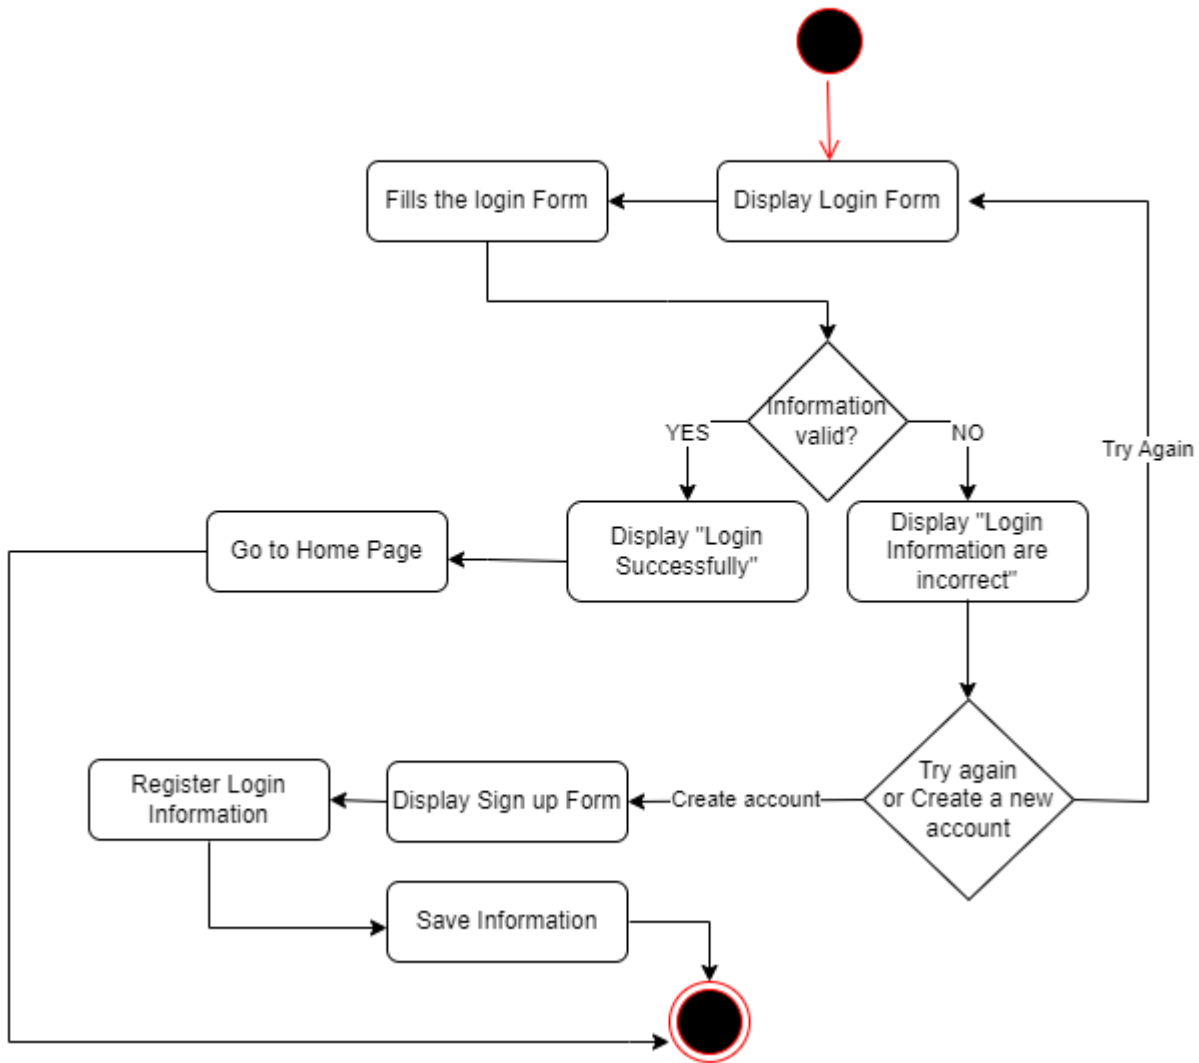 Fills the login Form
Display Login Form
Information
valid?
YES
NO
Try Again
Go to Home Page
Display "Login
Successfully"
Display "Login
Information are
incorrect"
Register Login
Information
Display Sign up Form
Create account
Try again
or Create a new
account
Save Information